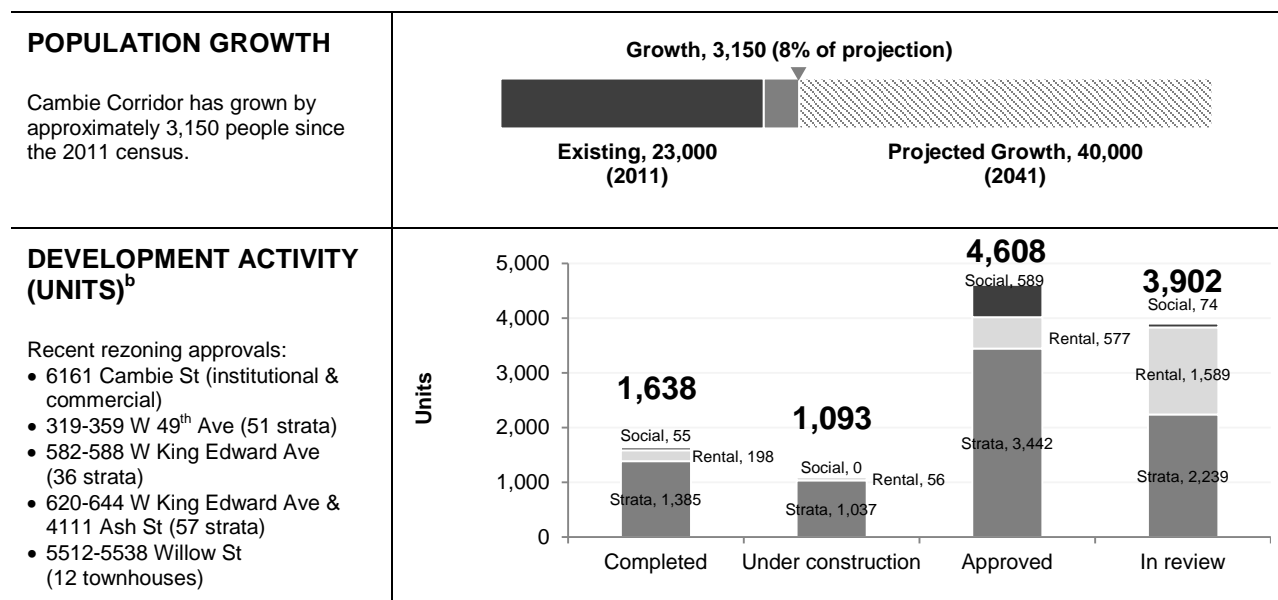 POPULATION GROWTH
Cambie Corridor has grown by
approximately 3,150 people since
the 2011 census.
Growth, 3,150 (8% of projection)
Existing, 23,000
(2011)
Projected Growth, 40,000
(2041)
DEVELOPMENT ACTIVITY
(UNITS)b
Recent rezoning approvals:
• 6161 Cambie St (institutional &
commercial)
• 319-359 W 49th Ave (51 strata)
• 582-588 W King Edward Ave
(36 strata)
• 620-644 W King Edward Ave &
4111 Ash St (57 strata)
• 5512-5538 Willow St
(12 townhouses)
Units
5,000
4,000
3,000
2,000
1,000
0
1,638
Social, 55
Rental, 198
Strata, 1,385
Completed
1,093
Social, 0
Rental, 56
Strata, 1,037
Under construction
4,608
Social, 589
Rental, 577
Strata, 3,442
Approved
3,902
Social, 74
Rental, 1,589
Strata, 2,239
In review